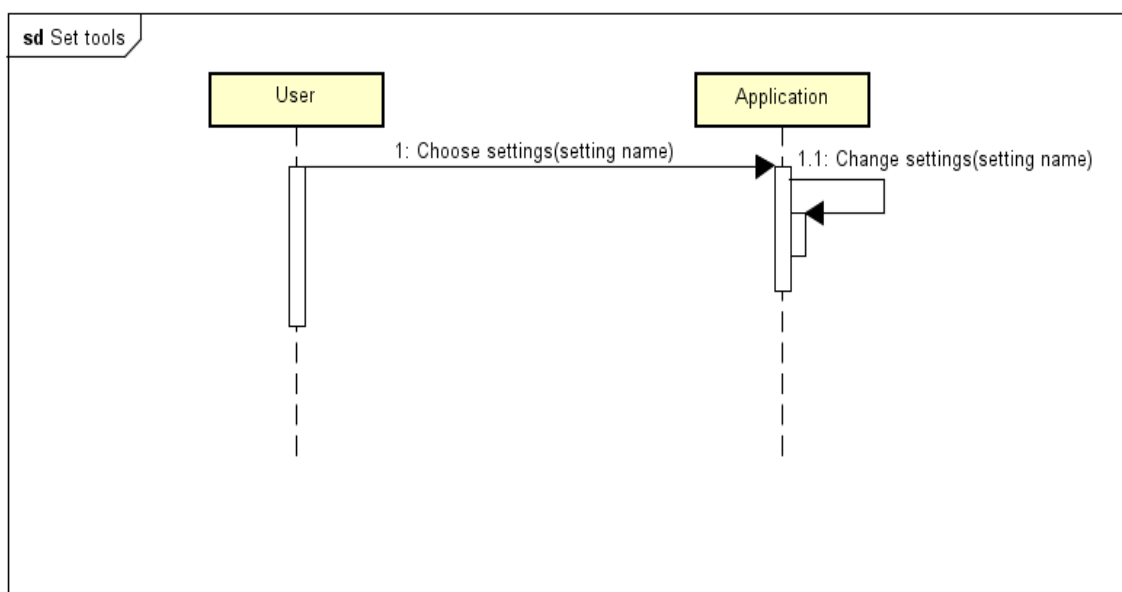 sd Set tools
User
Application
1: Choose settings(setting name)
1.1: Change settings(setting name)